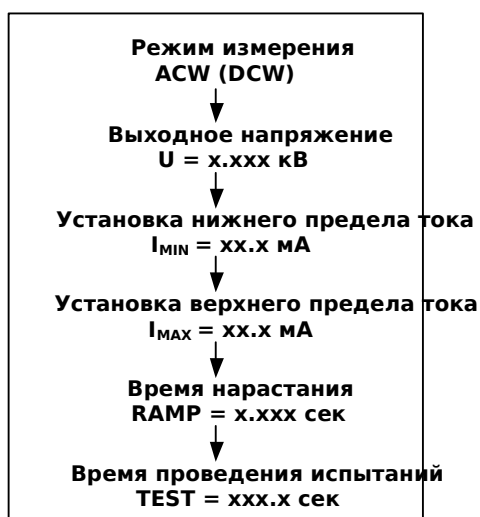 Режим измерения
ACW (DCW)
Выходное напряжение
U = x.xxx кВ
Установка нижнего предела тока
IMIN = xx.x мА
Установка верхнего предела тока
IMAX = xx.x мА
Время нарастания
RAMP = x.xxx сек
Время проведения испытаний
TEST = xxx.x сек